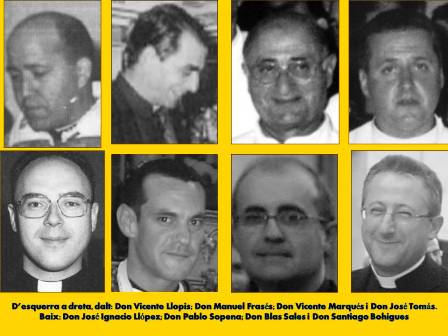 D'esquerra a dreta, dalt: Don Vicente Llopis; Don Manuel Frasés; Don Vicente Marqués i Don José Tomás.
Baix: Don José Ignacio Llópez; Don Pablo Sopena; Don Blas Sales i Don Santiago Bohigues